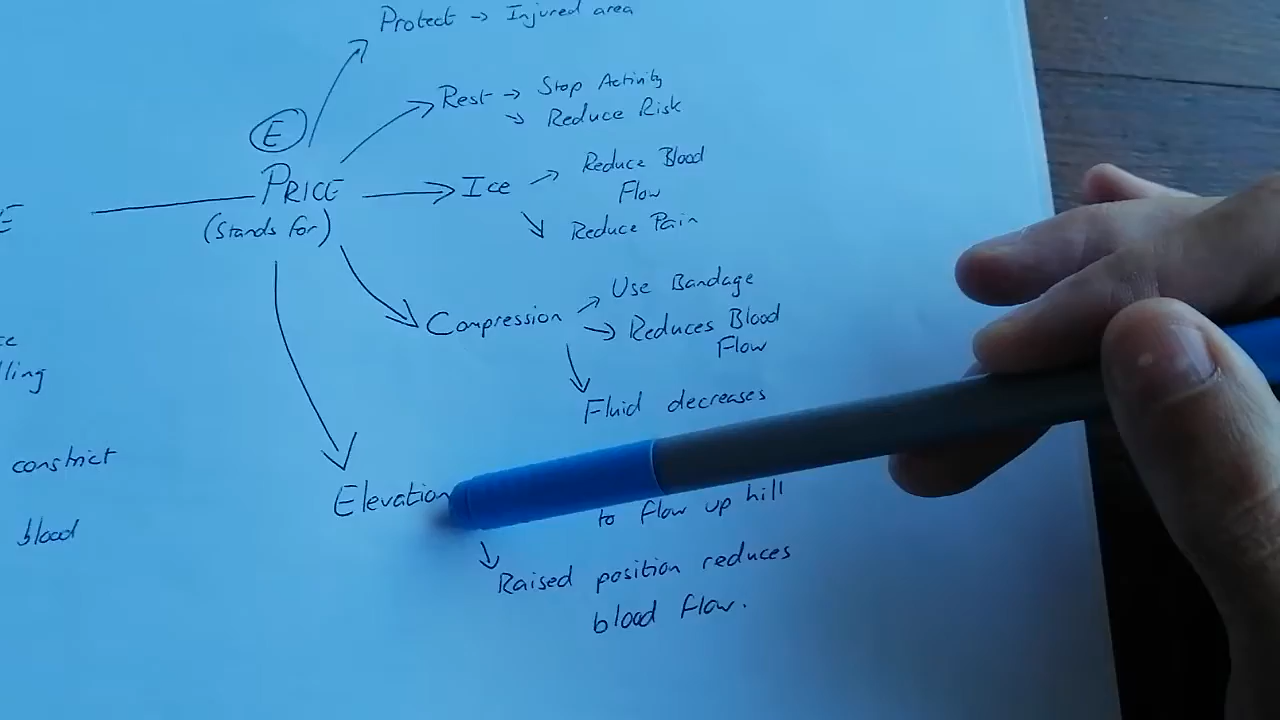 Protect → Injured area
Rest → Stop Activity
→ Reduce Risk
E
PRICE
(Stands for)
Ice → Reduce Blood
Flow
Reduce Pain
Compression → Use Bandage
→ Reduces Blood
Flow
Fluid decreases
Elevation
to flow up hill
Raised position reduces
blood flow.
lling
constrict
blood